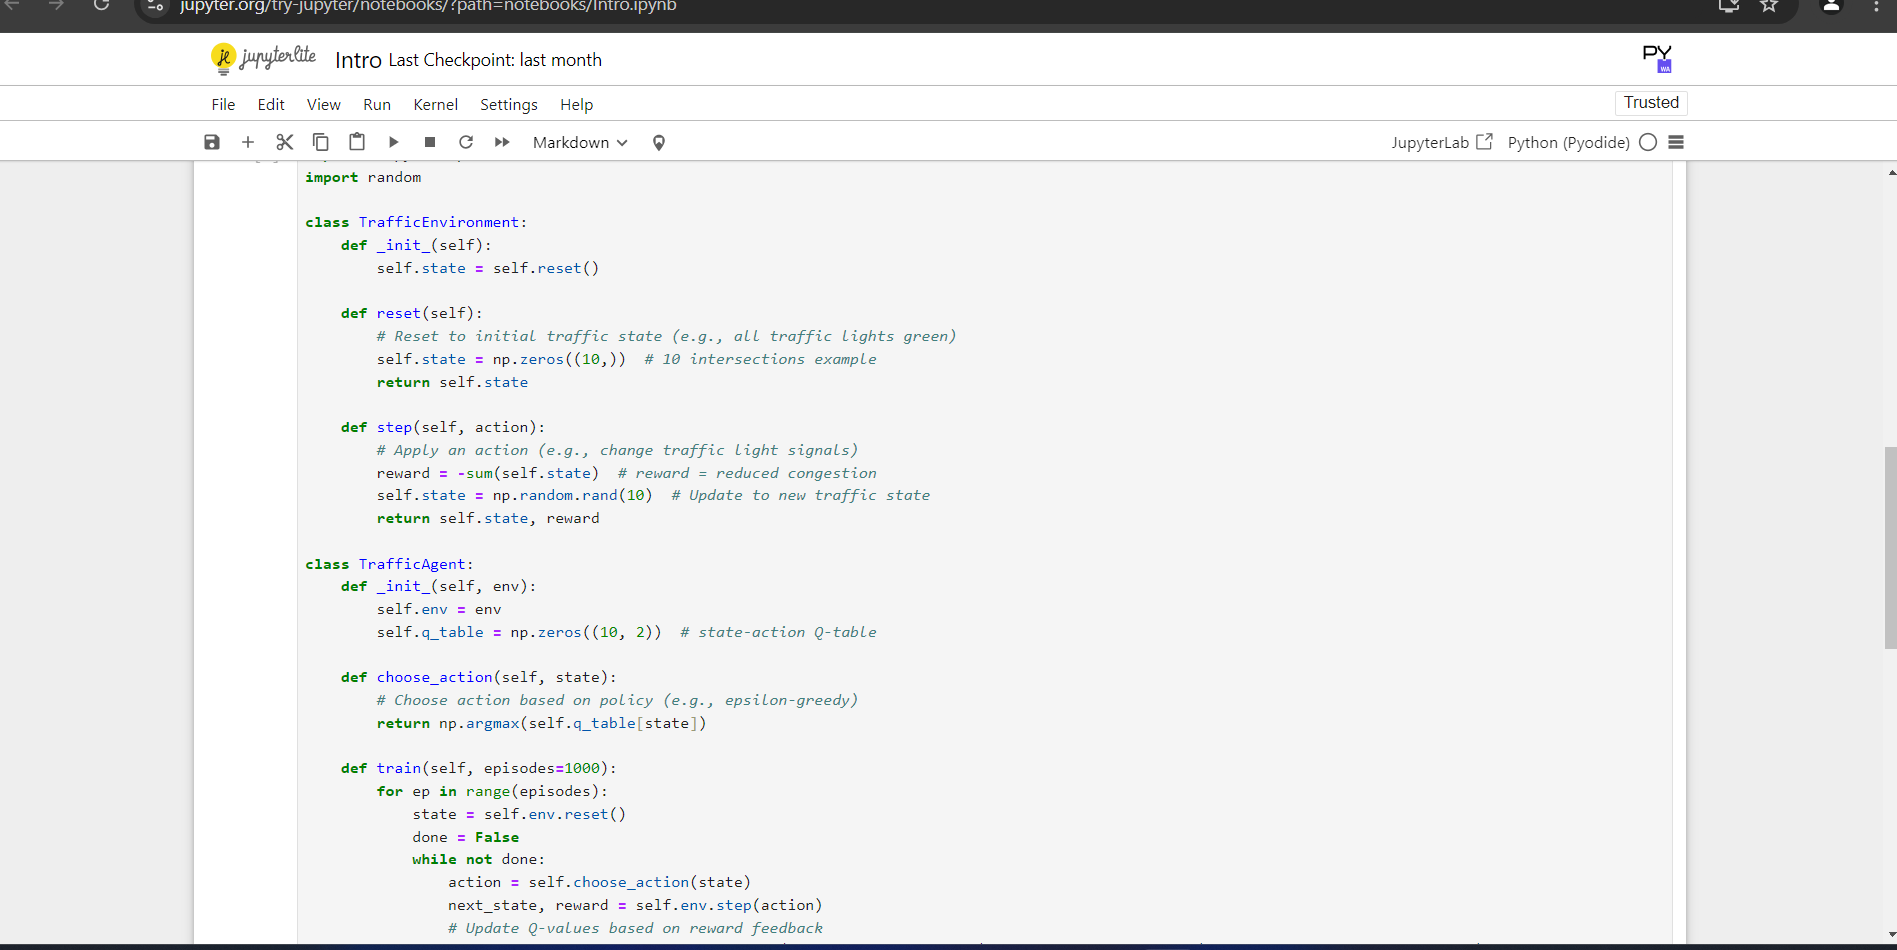 jupyter.org/try-jupyter/notebooks/?path=notebooks/Intro.ipynb
jupyterlite Intro Last Checkpoint: last month
PY
WA
File Edit View Run Kernel Settings Help
Trusted
Markdown
JupyterLab Python (Pyodide)
import random
class TrafficEnvironment:
    def _init_(self):
        self.state = self.reset()
    def reset(self):
        # Reset to initial traffic state (e.g., all traffic lights green)
        self.state = np.zeros((10,))  # 10 intersections example
        return self.state
    def step(self, action):
        # Apply an action (e.g., change traffic light signals)
        reward = -sum(self.state)  # reward = reduced congestion
        self.state = np.random.rand(10)  # Update to new traffic state
        return self.state, reward
class TrafficAgent:
    def _init_(self, env):
        self.env = env
        self.q_table = np.zeros((10, 2))  # state-action Q-table
    def choose_action(self, state):
        # Choose action based on policy (e.g., epsilon-greedy)
        return np.argmax(self.q_table[state])
    def train(self, episodes=1000):
        for ep in range(episodes):
            state = self.env.reset()
            done = False
            while not done:
                action = self.choose_action(state)
                next_state, reward = self.env.step(action)
                # Update Q-values based on reward feedback